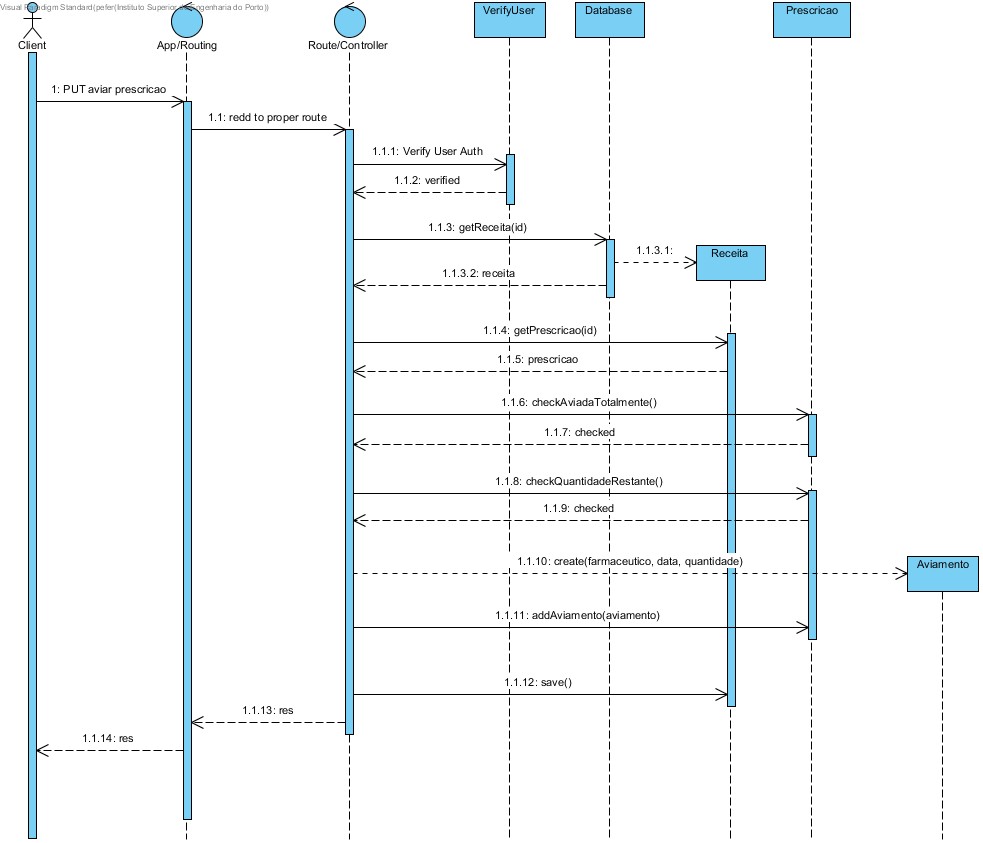 Visual Paradigm Standard(pefer(Instituto Superior de Engenharia do Porto))
VerifyUser
Database
Prescricao
Client
App/Routing
Route/Controller
1: PUT aviar prescricao
1.1: redd to proper route
1.1.1: Verify User Auth
1.1.2: verified
1.1.3: getReceita(id)
1.1.3.1:
Receita
1.1.3.2: receita
1.1.4: getPrescricao(id)
1.1.5: prescricao
1.1.6: checkAviadaTotalmente()
1.1.7: checked
1.1.8: checkQuantidadeRestante()
1.1.9: checked
1.1.10: create(farmaceutico, data, quantidade)
Aviamento
1.1.11: addAviamento(aviamento)
1.1.12: save()
1.1.13: res
1.1.14: res